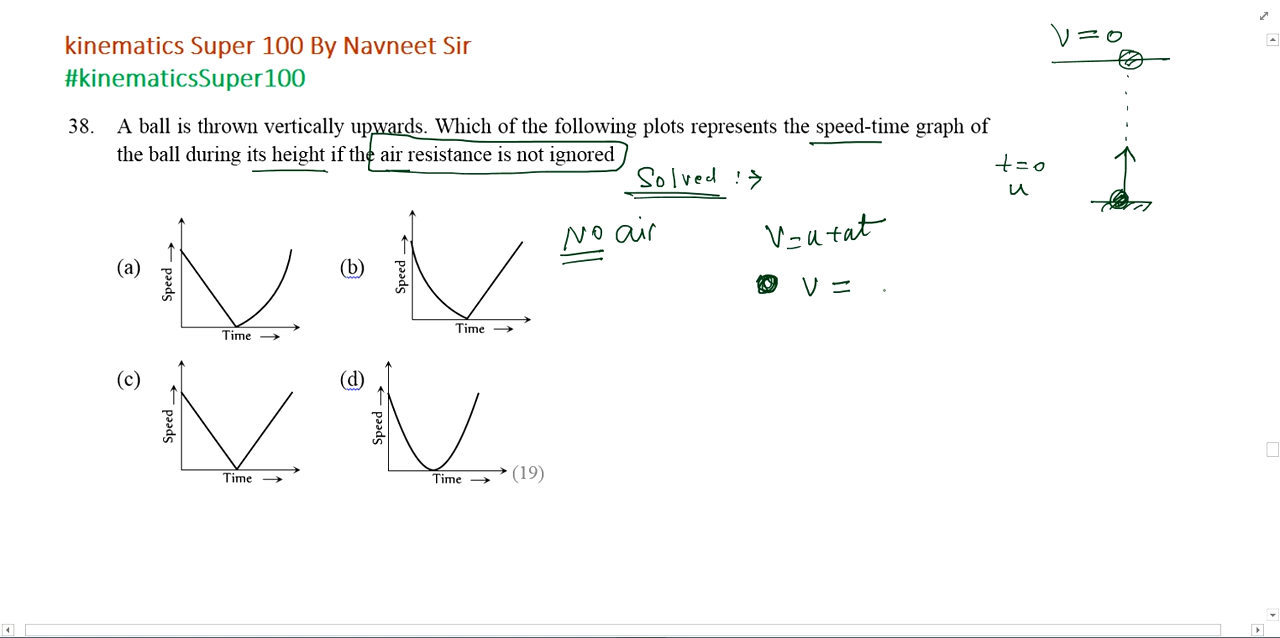 kinematics Super 100 By Navneet Sir
#kinematicsSuper100
V=0
38. A ball is thrown vertically upwards. Which of the following plots represents the speed-time graph of
the ball during its height if the air resistance is not ignored
Solved :→
t=0
u
NO air
V=u+at
V =
(a) Speed → Time →
(b) Speed → Time →
(c) Speed → Time →
(d) Speed → Time → (19)